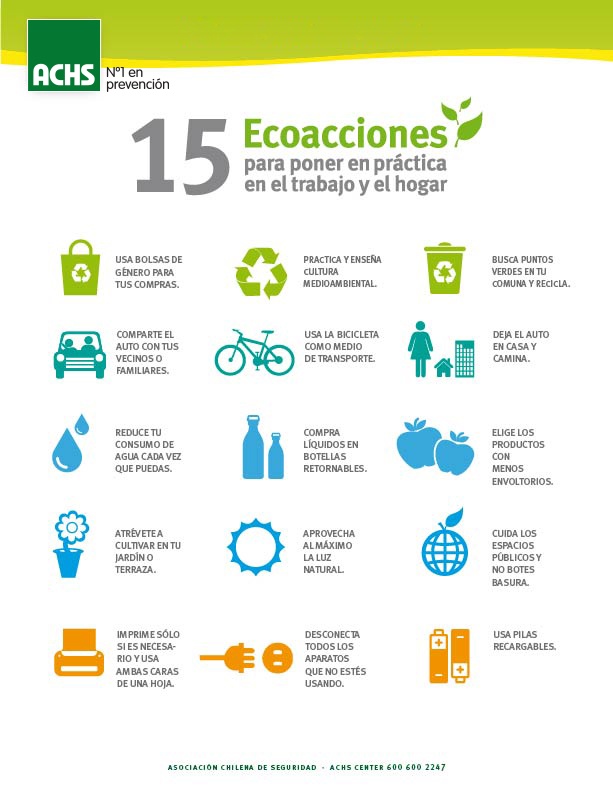 ACHS
Nº1 en
prevención
15
Ecoacciones
para poner en práctica
en el trabajo y el hogar
USA BOLSAS DE
GÉNERO PARA
TUS COMPRAS.
PRACTICA Y ENSEÑA
CULTURA
MEDIOAMBIENTAL.
BUSCA PUNTOS
VERDES EN TU
COMUNA Y RECICLA.
COMPARTE EL
AUTO CON TUS
VECINOS O
FAMILIARES.
USA LA BICICLETA
COMO MEDIO
DE TRANSPORTE.
DEJA EL AUTO
EN CASA Y
CAMINA.
REDUCE TU
CONSUMO DE
AGUA CADA VEZ
QUE PUEDAS.
COMPRA
LÍQUIDOS EN
BOTELLAS
RETORNABLES.
ELIGE LOS
PRODUCTOS
CON
MENOS
ENVOLTORIOS.
ATRÉVETE A
CULTIVAR EN TU
JARDÍN O
TERRAZA.
APROVECHA
AL MÁXIMO
LA LUZ
NATURAL.
CUIDA LOS
ESPACIOS
PÚBLICOS Y
NO BOTES
BASURA.
IMPRIME SÓLO
SI ES NECESA-
RIO Y USA
AMBAS CARAS
DE UNA HOJA.
DESCONECTA
TODOS LOS
APARATOS
QUE NO ESTÉS
USANDO.
USA PILAS
RECARGABLES.
ASOCIACIÓN CHILENA DE SEGURIDAD - ACHS CENTER 600 600 2247